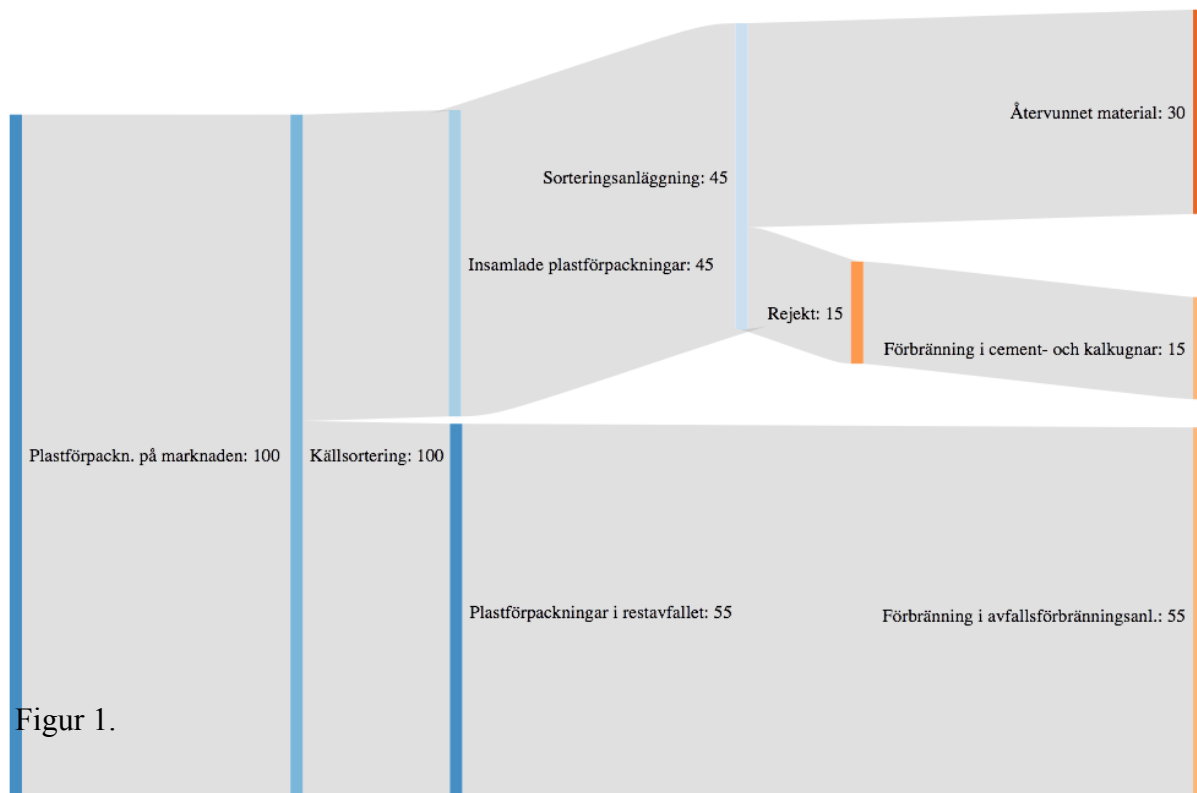 Återvunnet material: 30
Sorteringsanläggning: 45
Insamlade plastförpackningar: 45
Rejekt: 15
Förbränning i cement- och kalkugnar: 15
Plastförpackn. på marknaden: 100
Källsortering: 100
Plastförpackningar i restavfallet: 55
Förbränning i avfallsförbränningsanl.: 55
Figur 1.